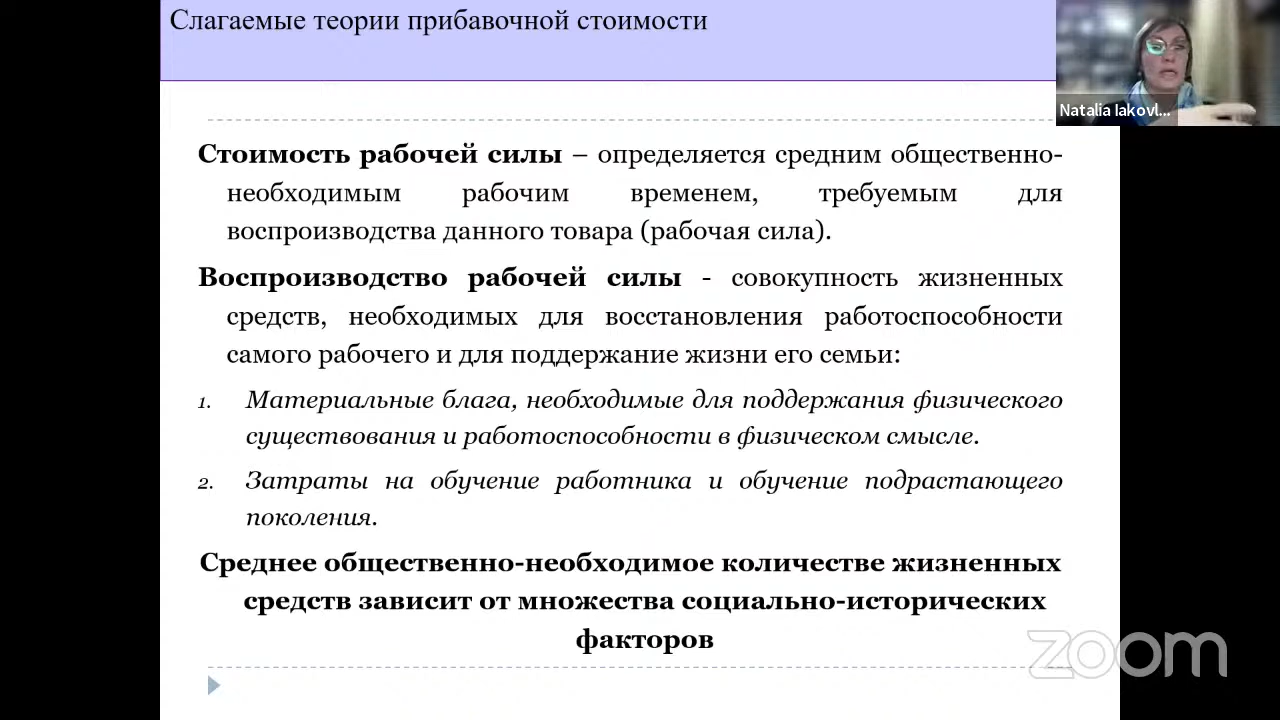 Слагаемые теории прибавочной стоимости
Natalia Iakovl...
Стоимость рабочей силы – определяется средним общественно-
необходимым рабочим временем, требуемым для
воспроизводства данного товара (рабочая сила).
Воспроизводство рабочей силы - совокупность жизненных
средств, необходимых для восстановления работоспособности
самого рабочего и для поддержание жизни его семьи:
1. Материальные блага, необходимые для поддержания физического
существования и работоспособности в физическом смысле.
2. Затраты на обучение работника и обучение подрастающего
поколения.
Среднее общественно-необходимое количестве жизненных
средств зависит от множества социально-исторических
факторов
zoom